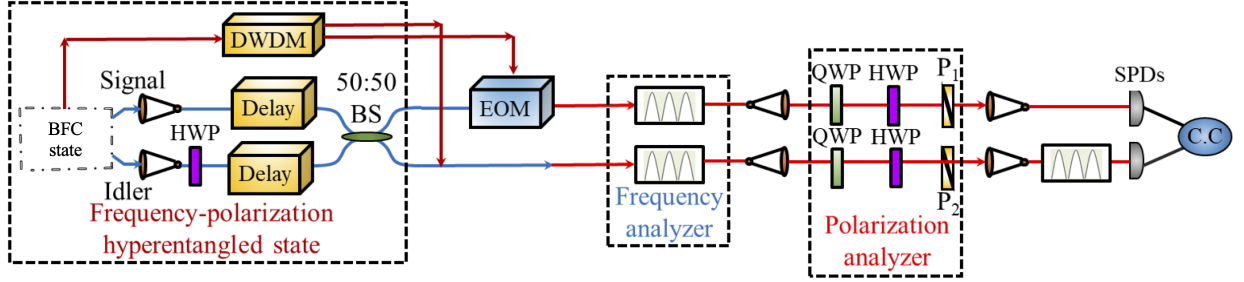 DWDM
Signal
50:50
BS
Delay
EOM
QWP
HWP
P1
SPDs
BFC
state
HWP
QWP
HWP
C.C
Idler
Delay
P2
Frequency-polarization
hyperentangled state
Frequency
analyzer
Polarization
analyzer